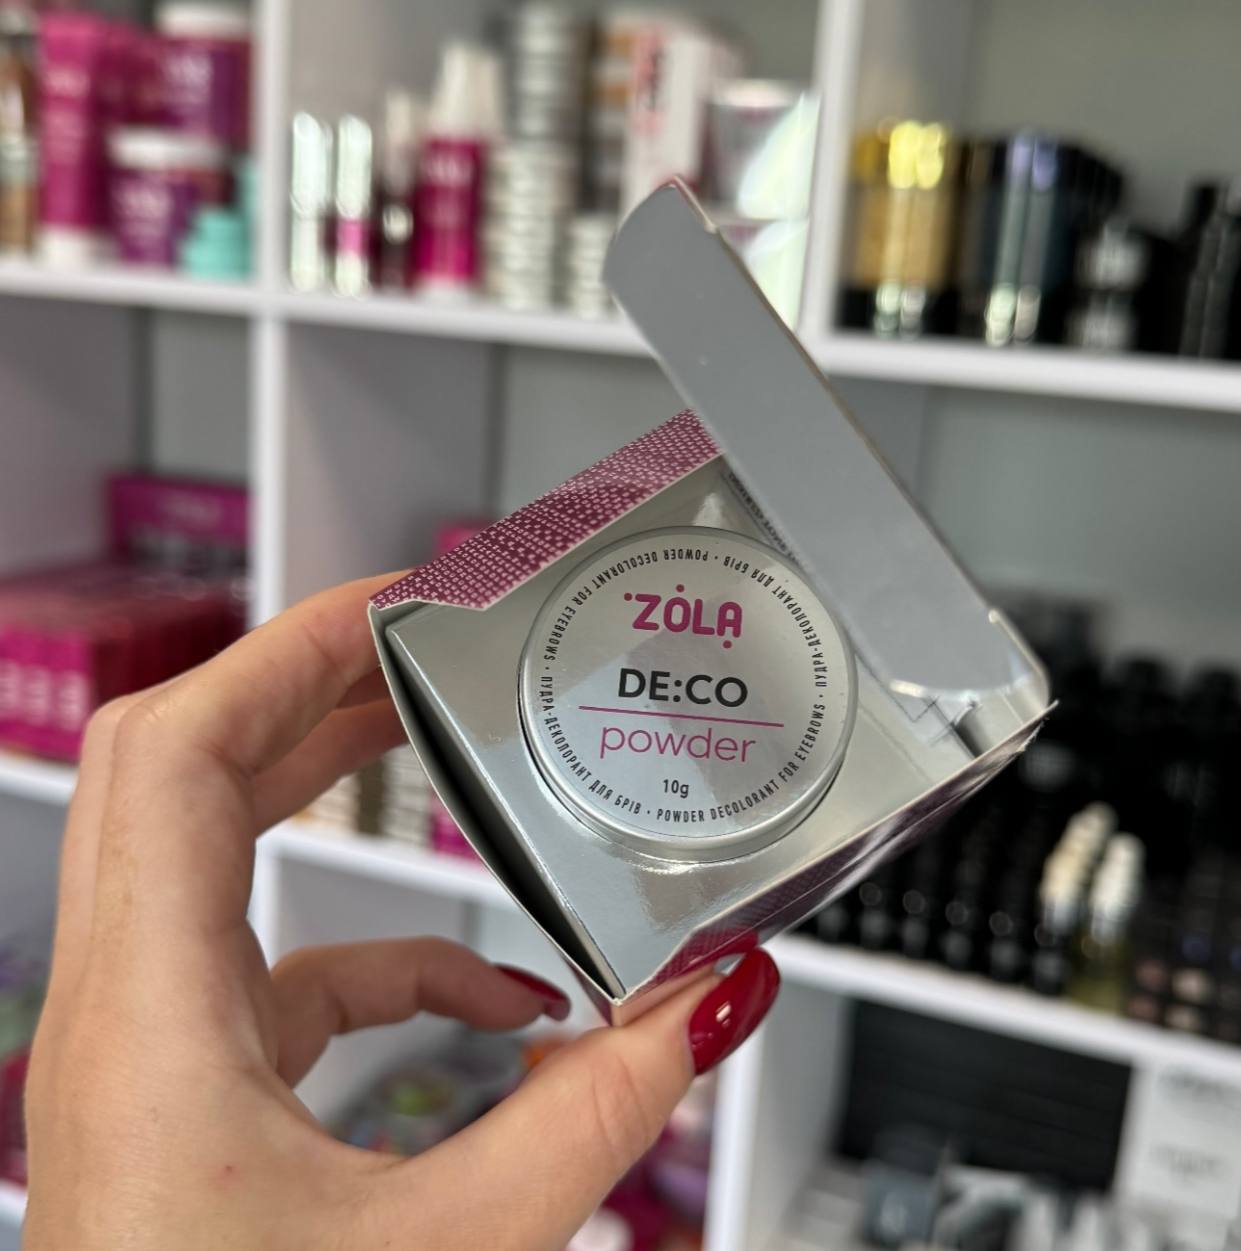 ZOLA
DE:CO
powder
10g
ПУДРА-ДЕКОЛОРАНТ ДЛЯ БРІВ • POWDER DECOLORANT FOR EYEBROWS • ПУДРА-ДЕКОЛОРАНТ ДЛЯ БРІВ • POWDER DECOLORANT FOR EYEBROWS •